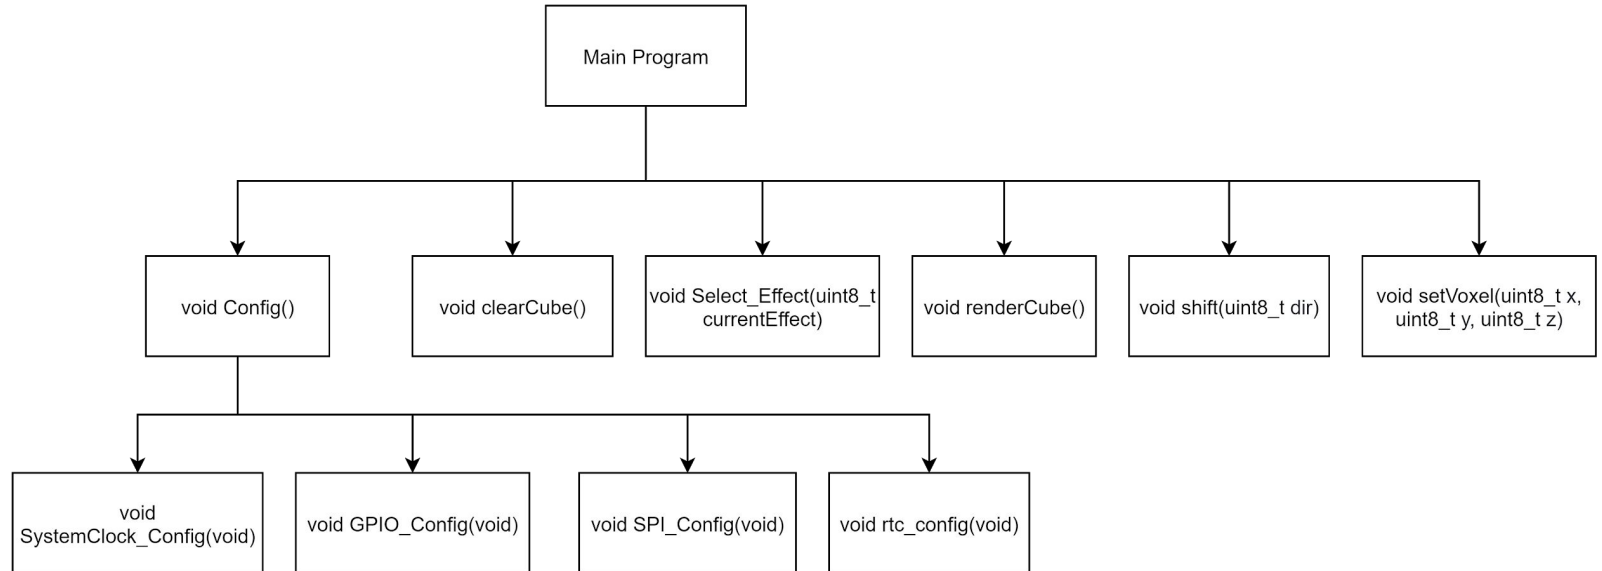 Main Program
void Config()
void clearCube()
void Select_Effect(uint8_t
currentEffect)
void renderCube()
void shift(uint8_t dir)
void setVoxel(uint8_t x,
uint8_t y, uint8_t z)
void
SystemClock_Config(void)
void GPIO_Config(void)
void SPI_Config(void)
void rtc_config(void)